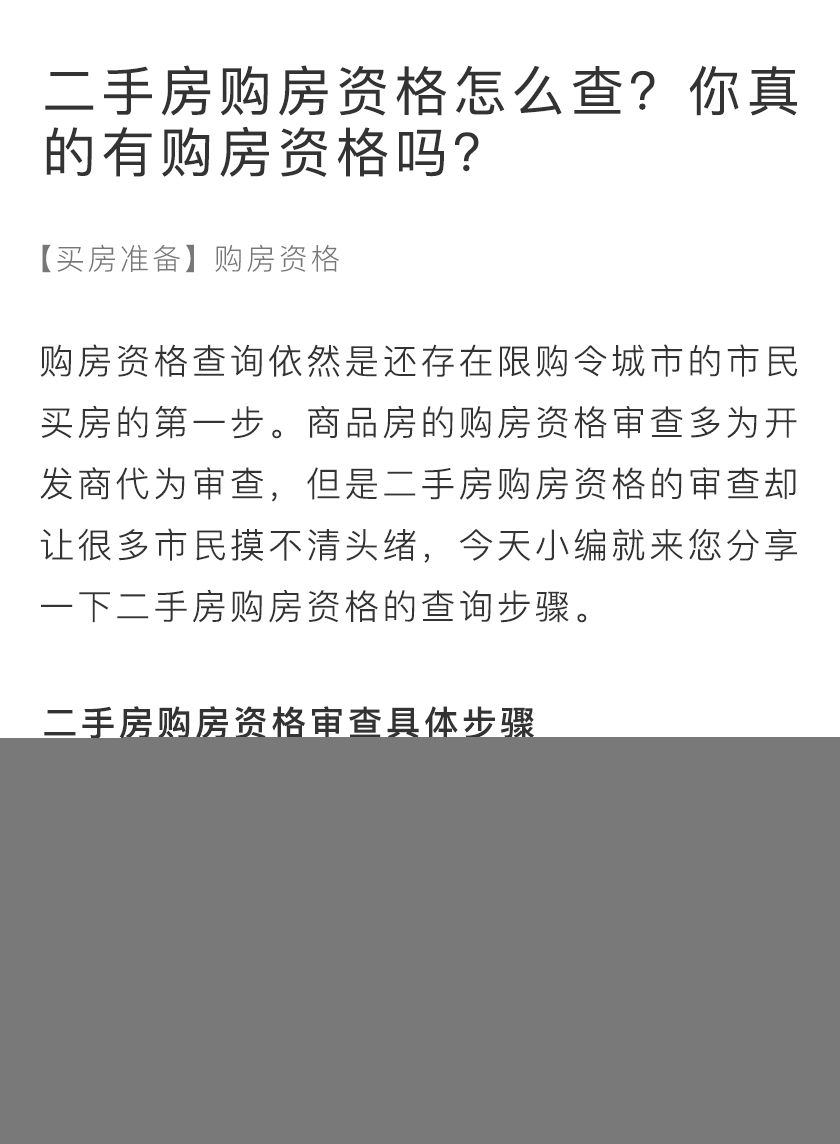 二手房购房资格怎么查？你真
的有购房资格吗？
【买房准备】购房资格
购房资格查询依然是还存在限购令城市的市民
买房的第一步。商品房的购房资格审查多为开
发商代为审查，但是二手房购房资格的审查却
让很多市民摸不清头绪，今天小编就来您分享
一下二手房购房资格的查询步骤。
二手房购房资格审查具体步骤